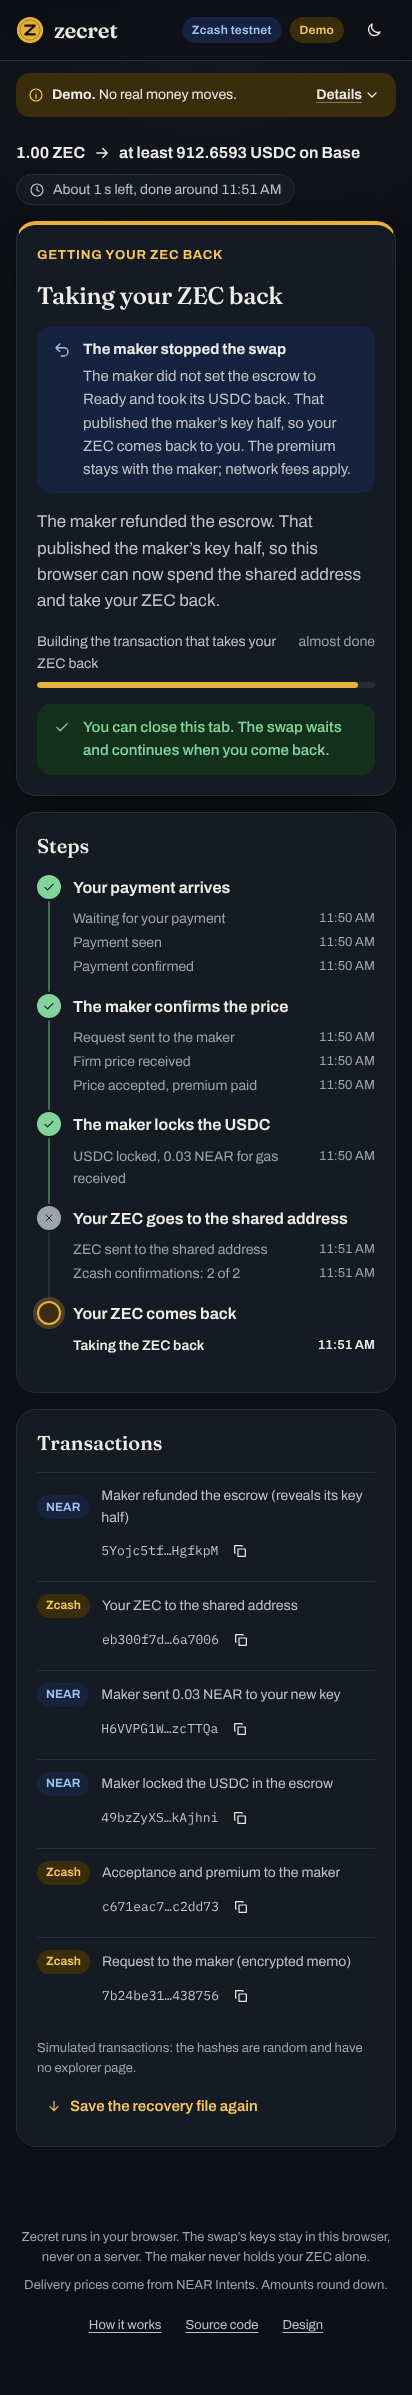 zecret
Zcash testnet
Demo
Demo. No real money moves.
Details
1.00 ZEC → at least 912.6593 USDC on Base
About 1 s left, done around 11:51 AM
GETTING YOUR ZEC BACK
Taking your ZEC back
The maker stopped the swap
The maker did not set the escrow to
Ready and took its USDC back. That
published the maker's key half, so your
ZEC comes back to you. The premium
stays with the maker; network fees apply.
The maker refunded the escrow. That
published the maker's key half, so this
browser can now spend the shared address
and take your ZEC back.
Building the transaction that takes your
ZEC back
almost done
You can close this tab. The swap waits
and continues when you come back.
Steps
Your payment arrives
Waiting for your payment 11:50 AM
Payment seen 11:50 AM
Payment confirmed 11:50 AM
The maker confirms the price
Request sent to the maker 11:50 AM
Firm price received 11:50 AM
Price accepted, premium paid 11:50 AM
The maker locks the USDC
USDC locked, 0.03 NEAR for gas 11:50 AM
received
Your ZEC goes to the shared address
ZEC sent to the shared address 11:51 AM
Zcash confirmations: 2 of 2 11:51 AM
Your ZEC comes back
Taking the ZEC back 11:51 AM
Transactions
NEAR
Maker refunded the escrow (reveals its key
half)
5Yojc5tf…HgfkpM
Zcash
Your ZEC to the shared address
eb300f7d…6a7006
NEAR
Maker sent 0.03 NEAR to your new key
H6VVPG1W…zcTTQa
NEAR
Maker locked the USDC in the escrow
49bzZyXS…kAjhni
Zcash
Acceptance and premium to the maker
c671eac7…c2dd73
Zcash
Request to the maker (encrypted memo)
7b24be31…438756
Simulated transactions: the hashes are random and have
no explorer page.
Save the recovery file again
Zecret runs in your browser. The swap's keys stay in this browser,
never on a server. The maker never holds your ZEC alone.
Delivery prices come from NEAR Intents. Amounts round down.
How it works
Source code
Design